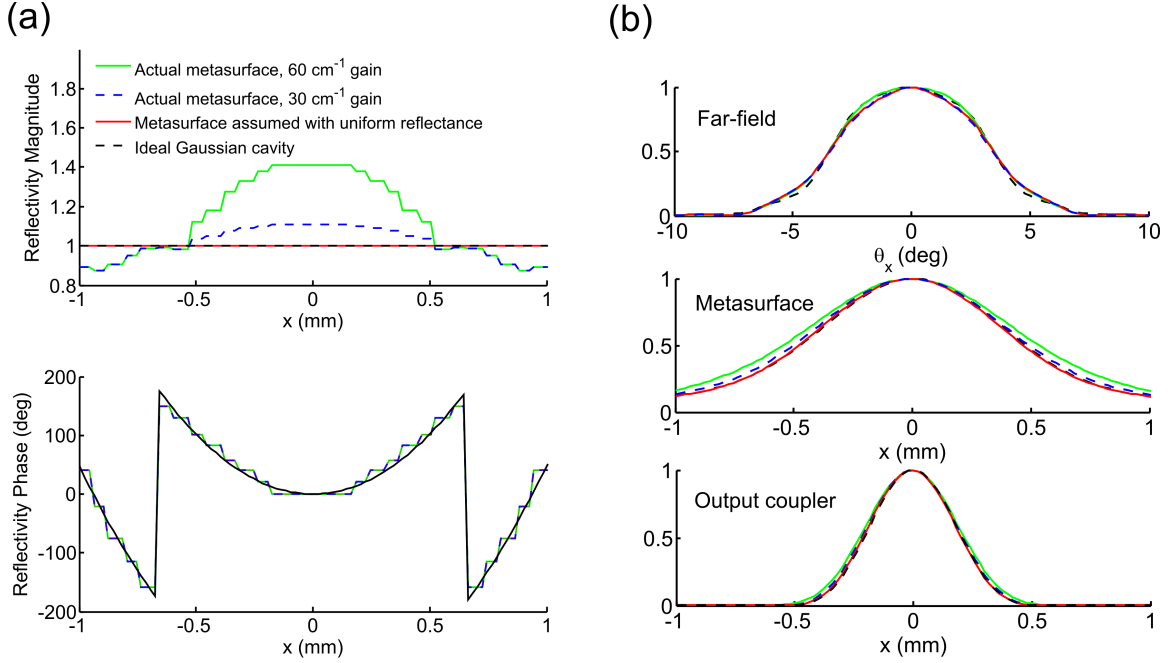 (a)
Reflectivity Magnitude
1.8
1.6
1.4
1.2
1
0.8
Actual metasurface, 60 cm-1 gain
Actual metasurface, 30 cm-1 gain
Metasurface assumed with uniform reflectance
Ideal Gaussian cavity
-1 -0.5 0 0.5 1
x (mm)
Reflectivity Phase (deg)
200
100
0
-100
-200
-1 -0.5 0 0.5 1
x (mm)
(b)
Far-field
1
0.5
0
-10 -5 0 5 10
θx (deg)
Metasurface
1
0.5
0
-1 -0.5 0 0.5 1
x (mm)
Output coupler
1
0.5
0
-1 -0.5 0 0.5 1
x (mm)